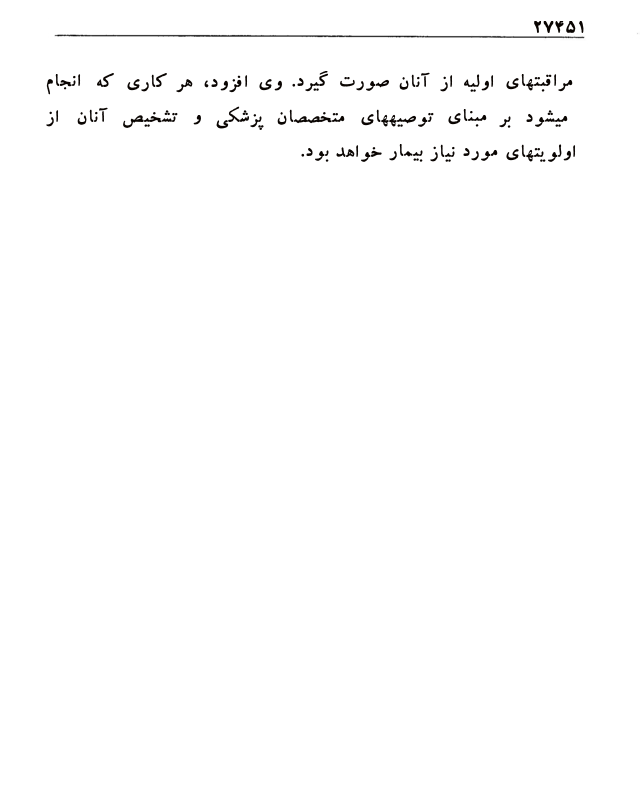 ۲۷۴۵۱
مراقبتهای اولیه از آنان صورت گیرد. وی افزود، هر کاری که انجام
میشود بر مبنای توصیههای متخصصان پزشکی و تشخیص آنان از
اولویتهای مورد نیاز بیمار خواهد بود.